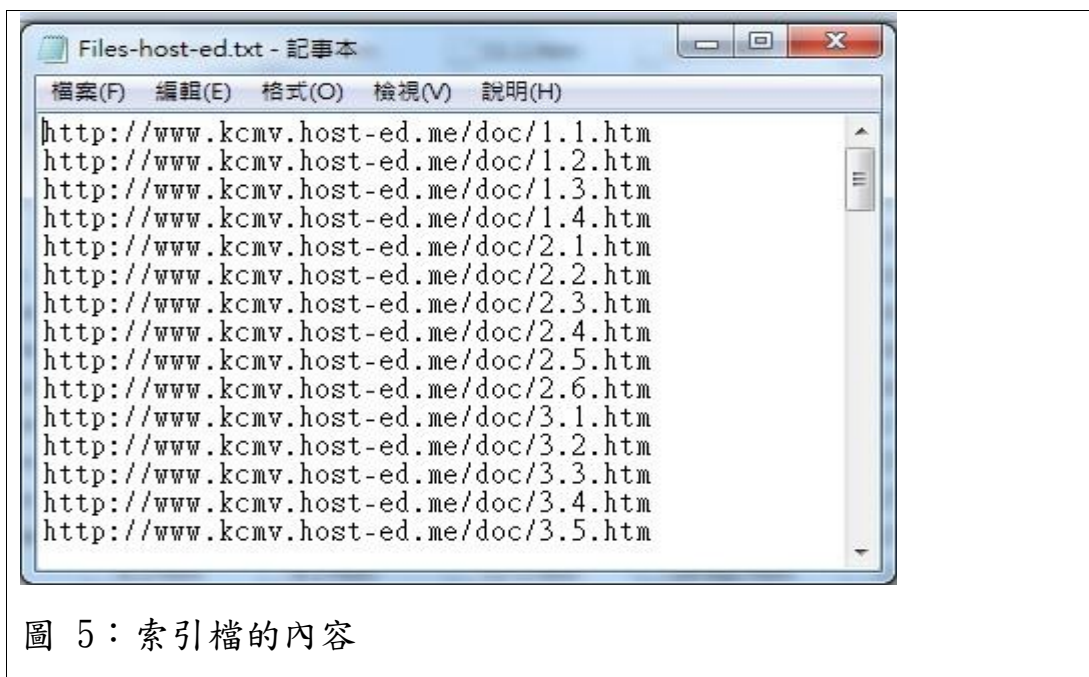 Files-host-ed.txt - 記事本
檔案(F) 編輯(E) 格式(O) 檢視(V) 說明(H)
http://www.kcmv.host-ed.me/doc/1.1.htm
http://www.kcmv.host-ed.me/doc/1.2.htm
http://www.kcmv.host-ed.me/doc/1.3.htm
http://www.kcmv.host-ed.me/doc/1.4.htm
http://www.kcmv.host-ed.me/doc/2.1.htm
http://www.kcmv.host-ed.me/doc/2.2.htm
http://www.kcmv.host-ed.me/doc/2.3.htm
http://www.kcmv.host-ed.me/doc/2.4.htm
http://www.kcmv.host-ed.me/doc/2.5.htm
http://www.kcmv.host-ed.me/doc/2.6.htm
http://www.kcmv.host-ed.me/doc/3.1.htm
http://www.kcmv.host-ed.me/doc/3.2.htm
http://www.kcmv.host-ed.me/doc/3.3.htm
http://www.kcmv.host-ed.me/doc/3.4.htm
http://www.kcmv.host-ed.me/doc/3.5.htm
圖 5：索引檔的內容